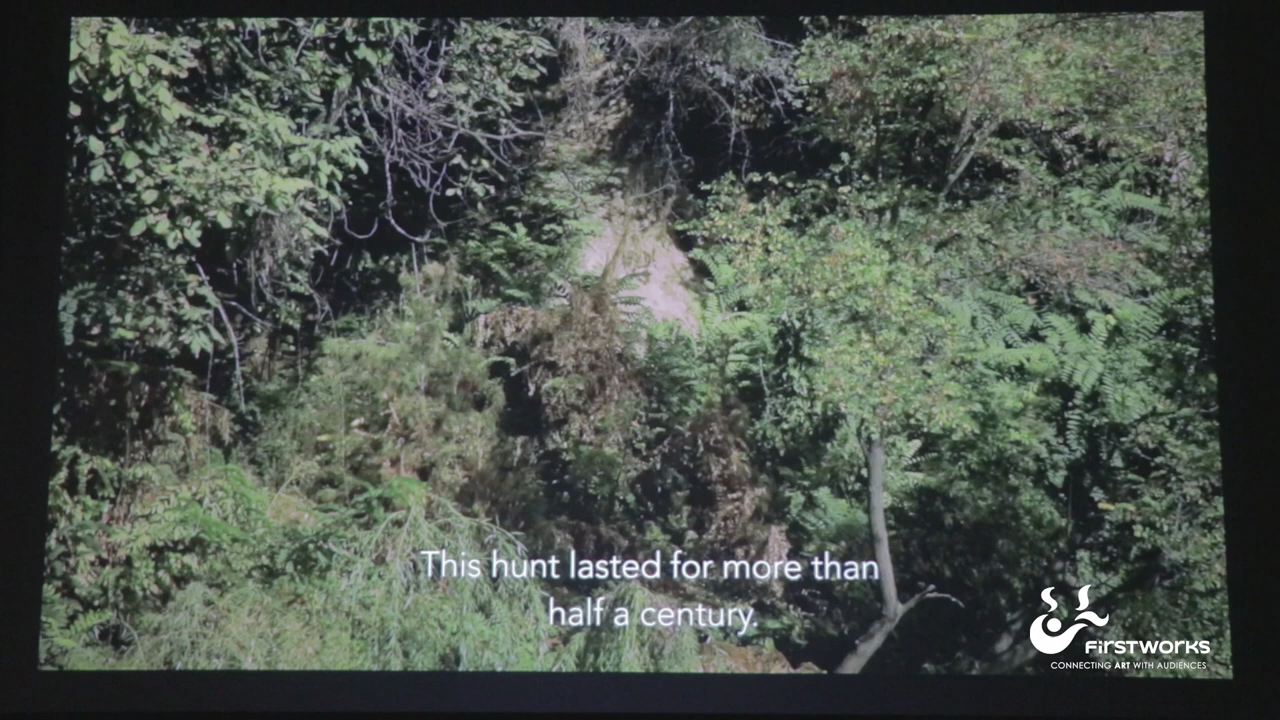 This hunt lasted for more than
half a century.
FIRSTWORKS
CONNECTING ART WITH AUDIENCES